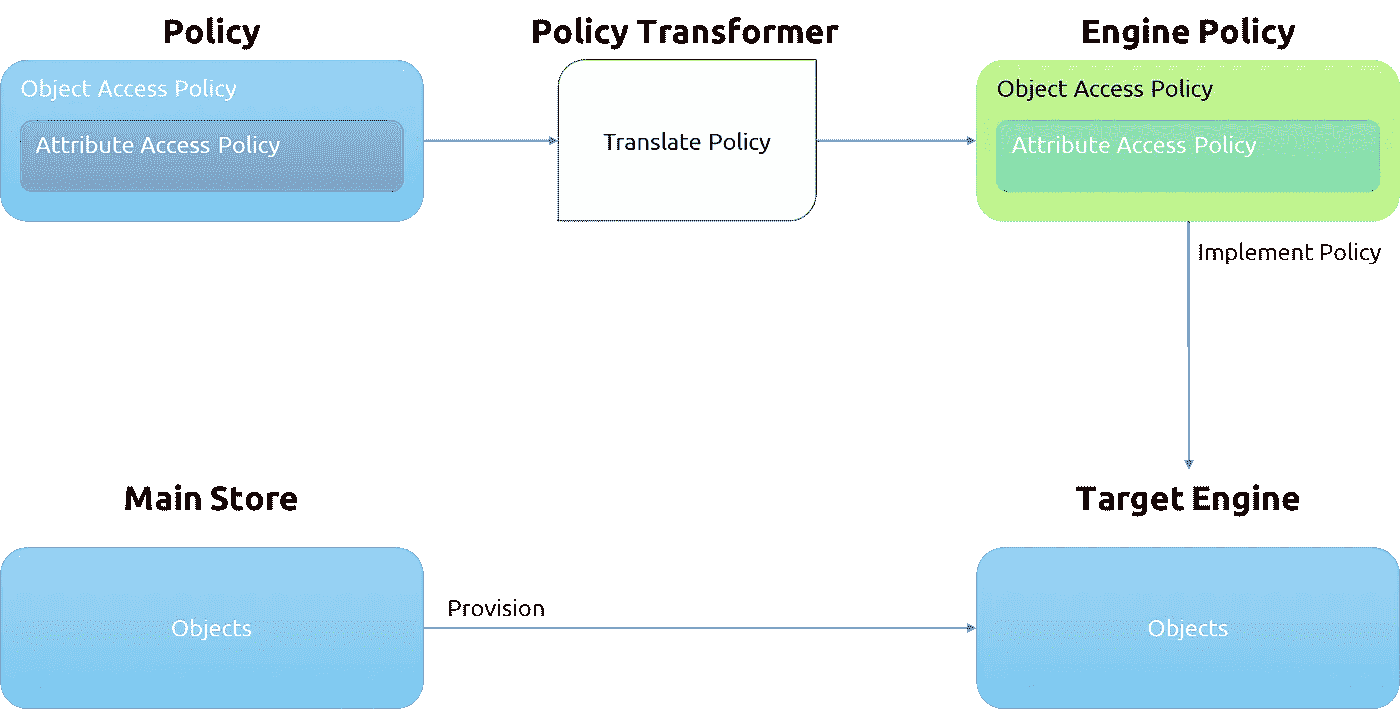 Policy
Policy Transformer
Engine Policy
Object Access Policy
Attribute Access Policy
Translate Policy
Object Access Policy
Attribute Access Policy
Implement Policy
Main Store
Target Engine
Objects
Provision
Objects